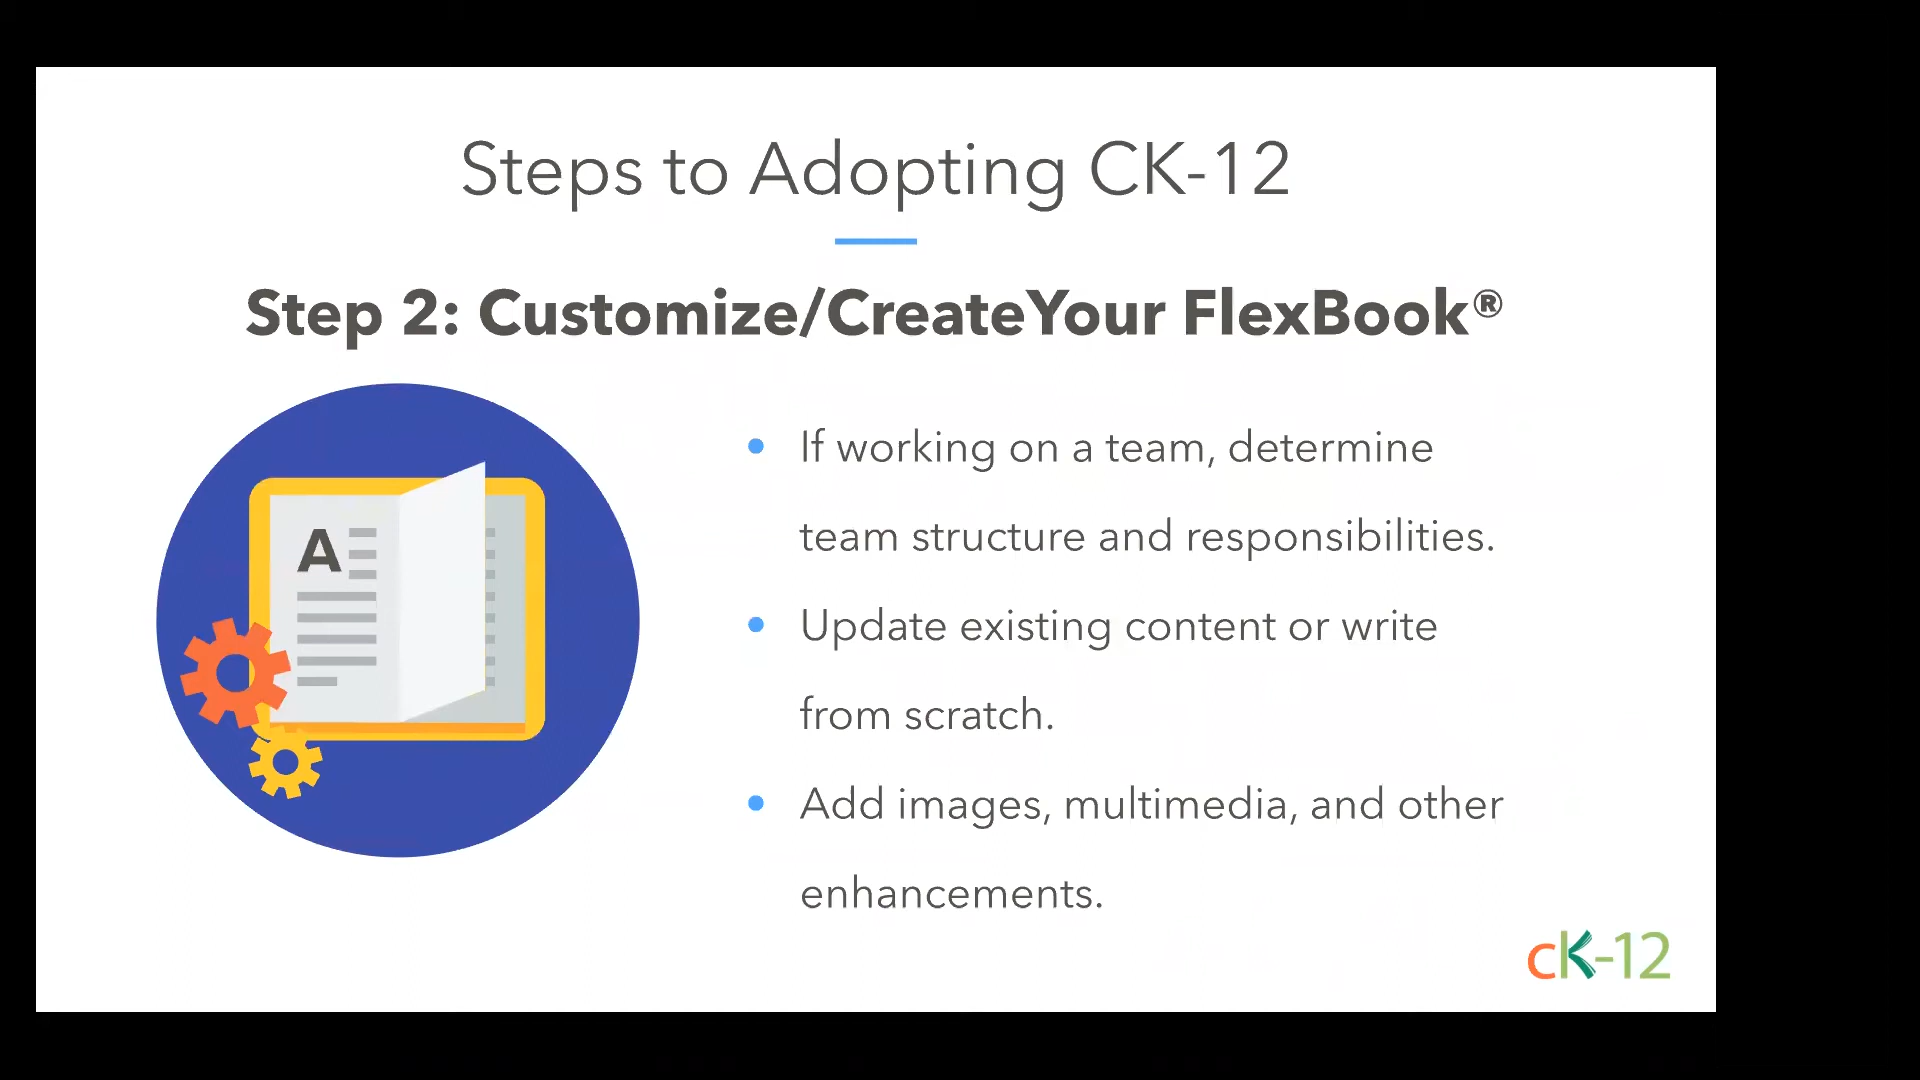 Steps to Adopting CK-12
Step 2: Customize/CreateYour FlexBook®
A
• If working on a team, determine
team structure and responsibilities.
• Update existing content or write
from scratch.
• Add images, multimedia, and other
enhancements.
cK-12